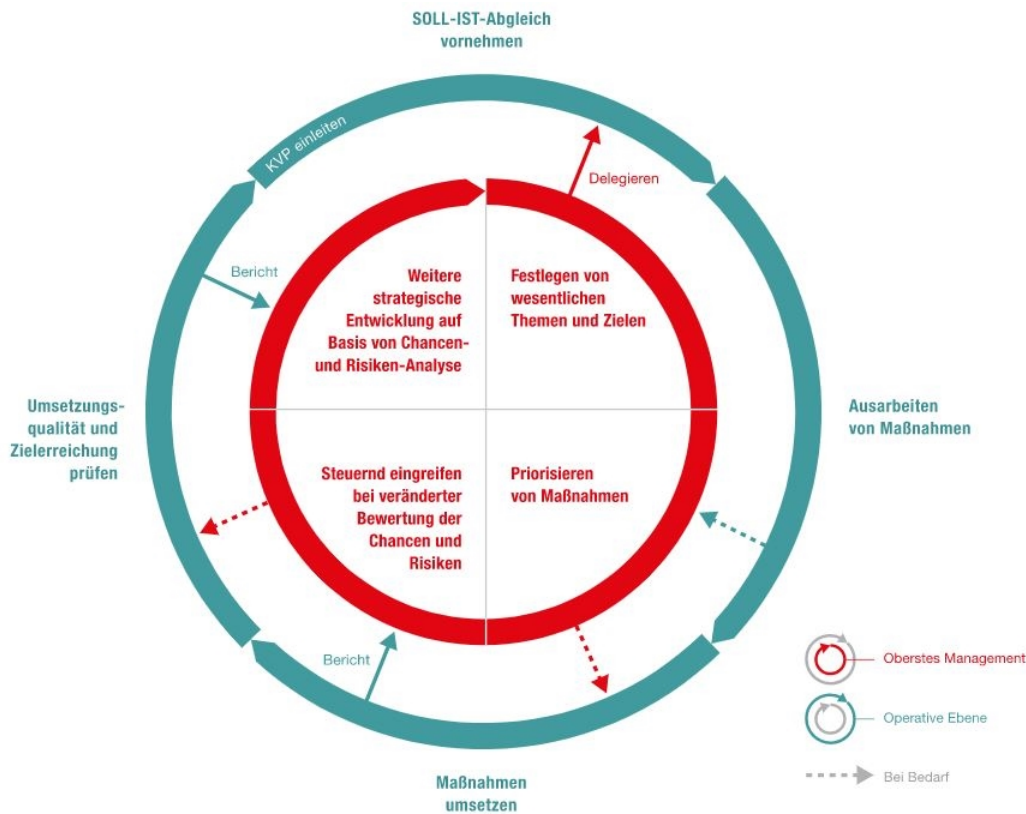 SOLL-IST-Abgleich
vornehmen
KVP einleiten
Delegieren
Bericht
Weitere
strategische
Entwicklung auf
Basis von Chancen-
und Risiken-Analyse
Festlegen von
wesentlichen
Themen und Zielen
Umsetzungs-
qualität und
Zielerreichung
prüfen
Ausarbeiten
von Maßnahmen
Steuernd eingreifen
bei veränderter
Bewertung der
Chancen und
Risiken
Priorisieren
von Maßnahmen
Bericht
Maßnahmen
umsetzen
Oberstes Management
Operative Ebene
Bei Bedarf